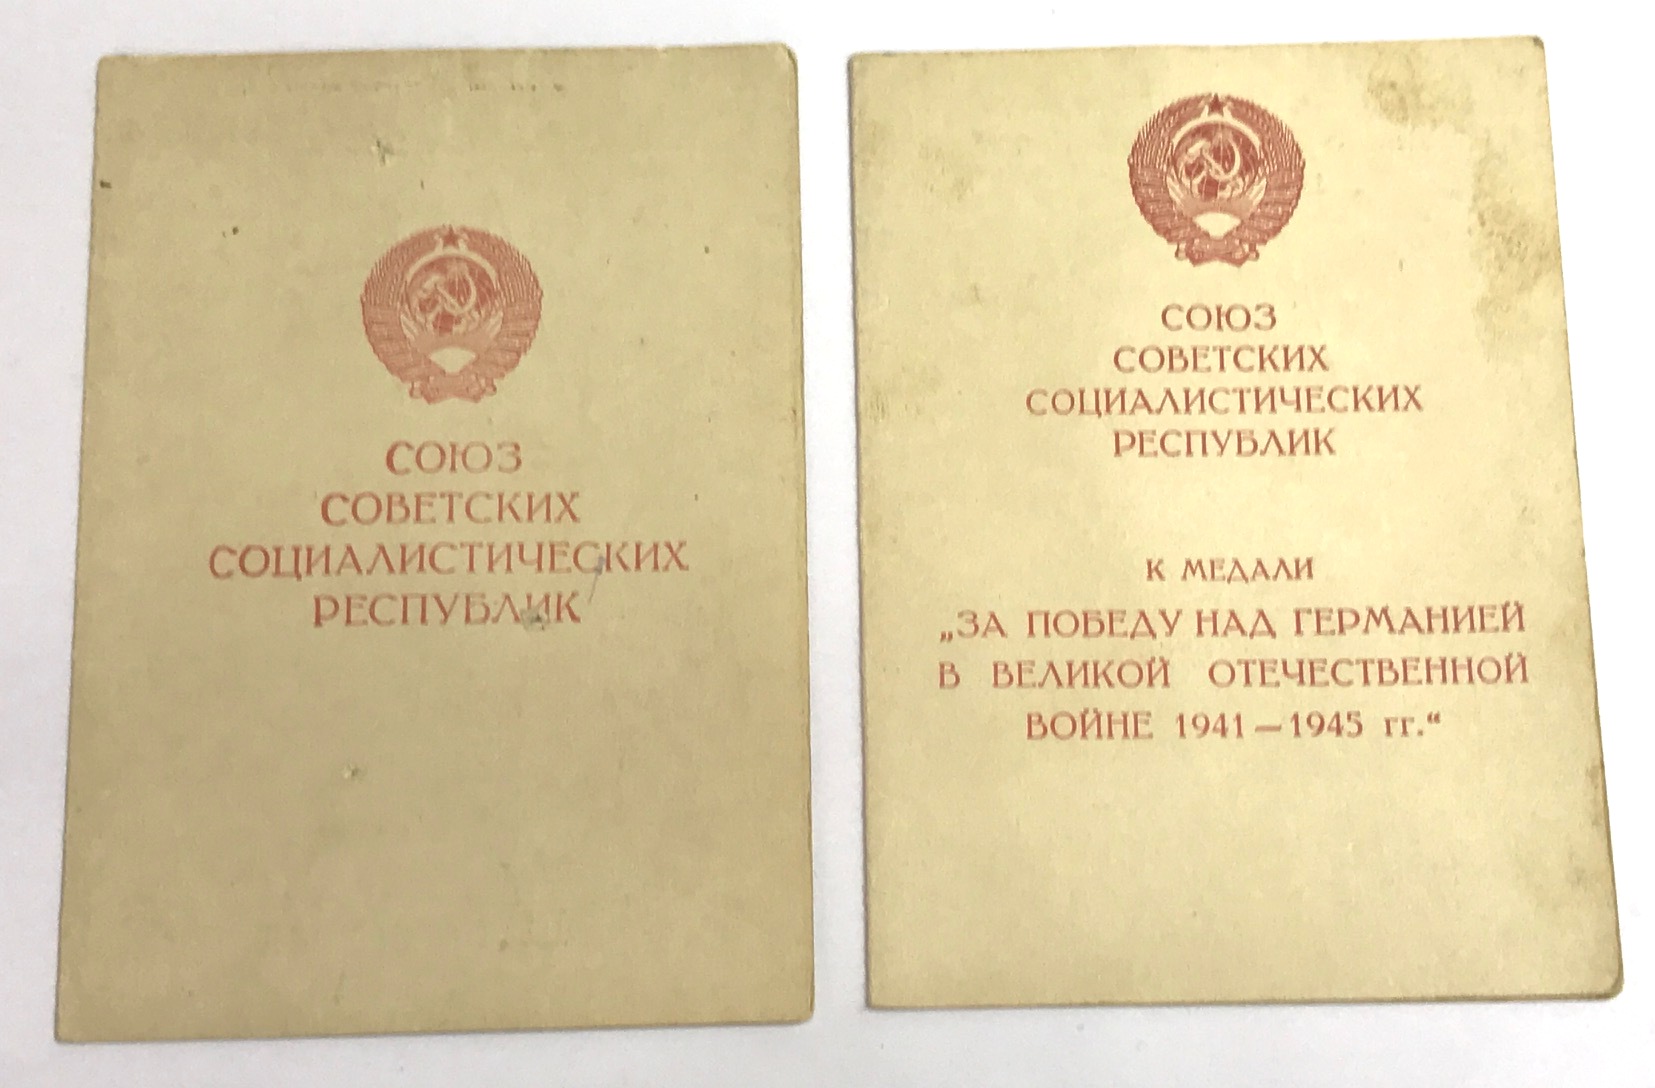 СОЮЗ
СОВЕТСКИХ
СОЦИАЛИСТИЧЕСКИХ
РЕСПУБЛИК
СОЮЗ
СОВЕТСКИХ
СОЦИАЛИСТИЧЕСКИХ
РЕСПУБЛИК
К МЕДАЛИ
„ЗА ПОБЕДУ НАД ГЕРМАНИЕЙ
В ВЕЛИКОЙ ОТЕЧЕСТВЕННОЙ
ВОЙНЕ 1941—1945 гг.“